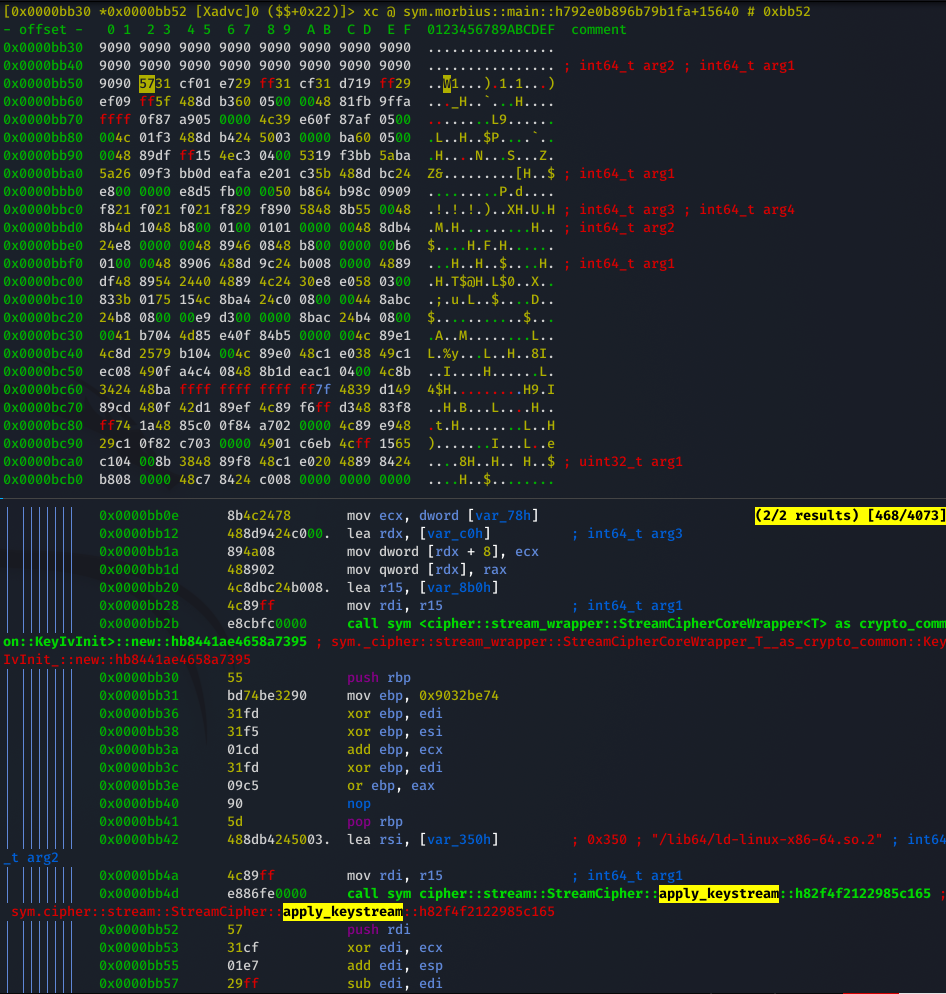 [0x0000bb30 *0x0000bb52 [Xadvc]0 ($$+0x22)]> xc @ sym.morbius::main::h792e0b896b79b1fa+15640 # 0xbb52
- offset -   0 1  2 3  4 5  6 7  8 9  A B  C D  E F  0123456789ABCDEF  comment
0x0000bb30  9090 9090 9090 9090 9090 9090 9090 9090  ................
0x0000bb40  9090 9090 9090 9090 9090 9090 9090 9090  ................ ; int64_t arg2 ; int64_t arg1
0x0000bb50  9090 5731 cf01 e729 ff31 cf31 d719 ff29  ..W1...).1.1...)
0x0000bb60  ef09 ff5f 488d b360 0500 0048 81fb 9ffa  ..._H..`...H....
0x0000bb70  ffff 0f87 a905 0000 4c39 e60f 87af 0500  ........L9......
0x0000bb80  004c 01f3 488d b424 5003 0000 ba60 0500  .L..H..$P....`..
0x0000bb90  0048 89df ff15 4ec3 0400 5319 f3bb 5aba  .H....N...S...Z.
0x0000bba0  5a26 09f3 bb0d eafa e201 c35b 488d bc24  Z&.........[H..$ ; int64_t arg1
0x0000bbb0  e800 0000 e8d5 fb00 0050 b864 b98c 0909  .........P.d....
0x0000bbc0  f821 f021 f021 f829 f890 5848 8b55 0048  .!.!.!.)..XH.U.H ; int64_t arg3 ; int64_t arg4
0x0000bbd0  8b4d 1048 b800 0100 0101 0000 0048 8db4  .M.H.........H.. ; int64_t arg2
0x0000bbe0  24e8 0000 0048 8946 0848 b800 0000 00b6  $....H.F.H......
0x0000bbf0  0100 0048 8906 488d 9c24 b008 0000 4889  ...H..H..$....H. ; int64_t arg1
0x0000bc00  df48 8954 2440 4889 4c24 30e8 e058 0300  .H.T$@H.L$0..X..
0x0000bc10  833b 0175 154c 8ba4 24c0 0800 0044 8abc  .;.u.L..$....D..
0x0000bc20  24b8 0800 00e9 d300 0000 8bac 24b4 0800  $...........$...
0x0000bc30  0041 b704 4d85 e40f 84b5 0000 004c 89e1  .A..M........L..
0x0000bc40  4c8d 2579 b104 004c 89e0 48c1 e038 49c1  L.%y...L..H..8I.
0x0000bc50  ec08 490f a4c4 0848 8b1d eac1 0400 4c8b  ..I....H......L.
0x0000bc60  3424 48ba ffff ffff ffff ff7f 4839 d149  4$H.........H9.I
0x0000bc70  89cd 480f 42d1 89ef 4c89 f6ff d348 83f8  ..H.B...L....H..
0x0000bc80  ff74 1a48 85c0 0f84 a702 0000 4c89 e948  .t.H........L..H
0x0000bc90  29c1 0f82 c703 0000 4901 c6eb 4cff 1565  ).......I...L..e
0x0000bca0  c104 008b 3848 89f8 48c1 e020 4889 8424  ....8H..H.. H..$ ; uint32_t arg1
0x0000bcb0  b808 0000 48c7 8424 c008 0000 0000 0000  ....H..$........
0x0000bb0e  8b4c2478  mov ecx, dword [var_78h]  (2/2 results) [468/4073]
0x0000bb12  488d9424c000.  lea rdx, [var_c0h]  ; int64_t arg3
0x0000bb1a  894a08  mov dword [rdx + 8], ecx
0x0000bb1d  488902  mov qword [rdx], rax
0x0000bb20  4c8dbc24b008.  lea r15, [var_8b0h]
0x0000bb28  4c89ff  mov rdi, r15  ; int64_t arg1
0x0000bb2b  e8cbfc0000  call sym <cipher::stream_wrapper::StreamCipherCoreWrapper<T> as crypto_comm
on::KeyIvInit>::new::hb8441ae4658a7395 ; sym._cipher::stream_wrapper::StreamCipherCoreWrapper_T__as_crypto_common::Key
IvInit_::new::hb8441ae4658a7395
0x0000bb30  55  push rbp
0x0000bb31  bd74be3290  mov ebp, 0x9032be74
0x0000bb36  31fd  xor ebp, edi
0x0000bb38  31f5  xor ebp, esi
0x0000bb3a  01cd  add ebp, ecx
0x0000bb3c  31fd  xor ebp, edi
0x0000bb3e  09c5  or ebp, eax
0x0000bb40  90  nop
0x0000bb41  5d  pop rbp
0x0000bb42  488db4245003.  lea rsi, [var_350h]  ; 0x350 ; "/lib64/ld-linux-x86-64.so.2" ; int64
_t arg2
0x0000bb4a  4c89ff  mov rdi, r15  ; int64_t arg1
0x0000bb4d  e886fe0000  call sym cipher::stream::StreamCipher::apply_keystream::h82f4f2122985c165 ;
sym.cipher::stream::StreamCipher::apply_keystream::h82f4f2122985c165
0x0000bb52  57  push rdi
0x0000bb53  31cf  xor edi, ecx
0x0000bb55  01e7  add edi, esp
0x0000bb57  29ff  sub edi, edi